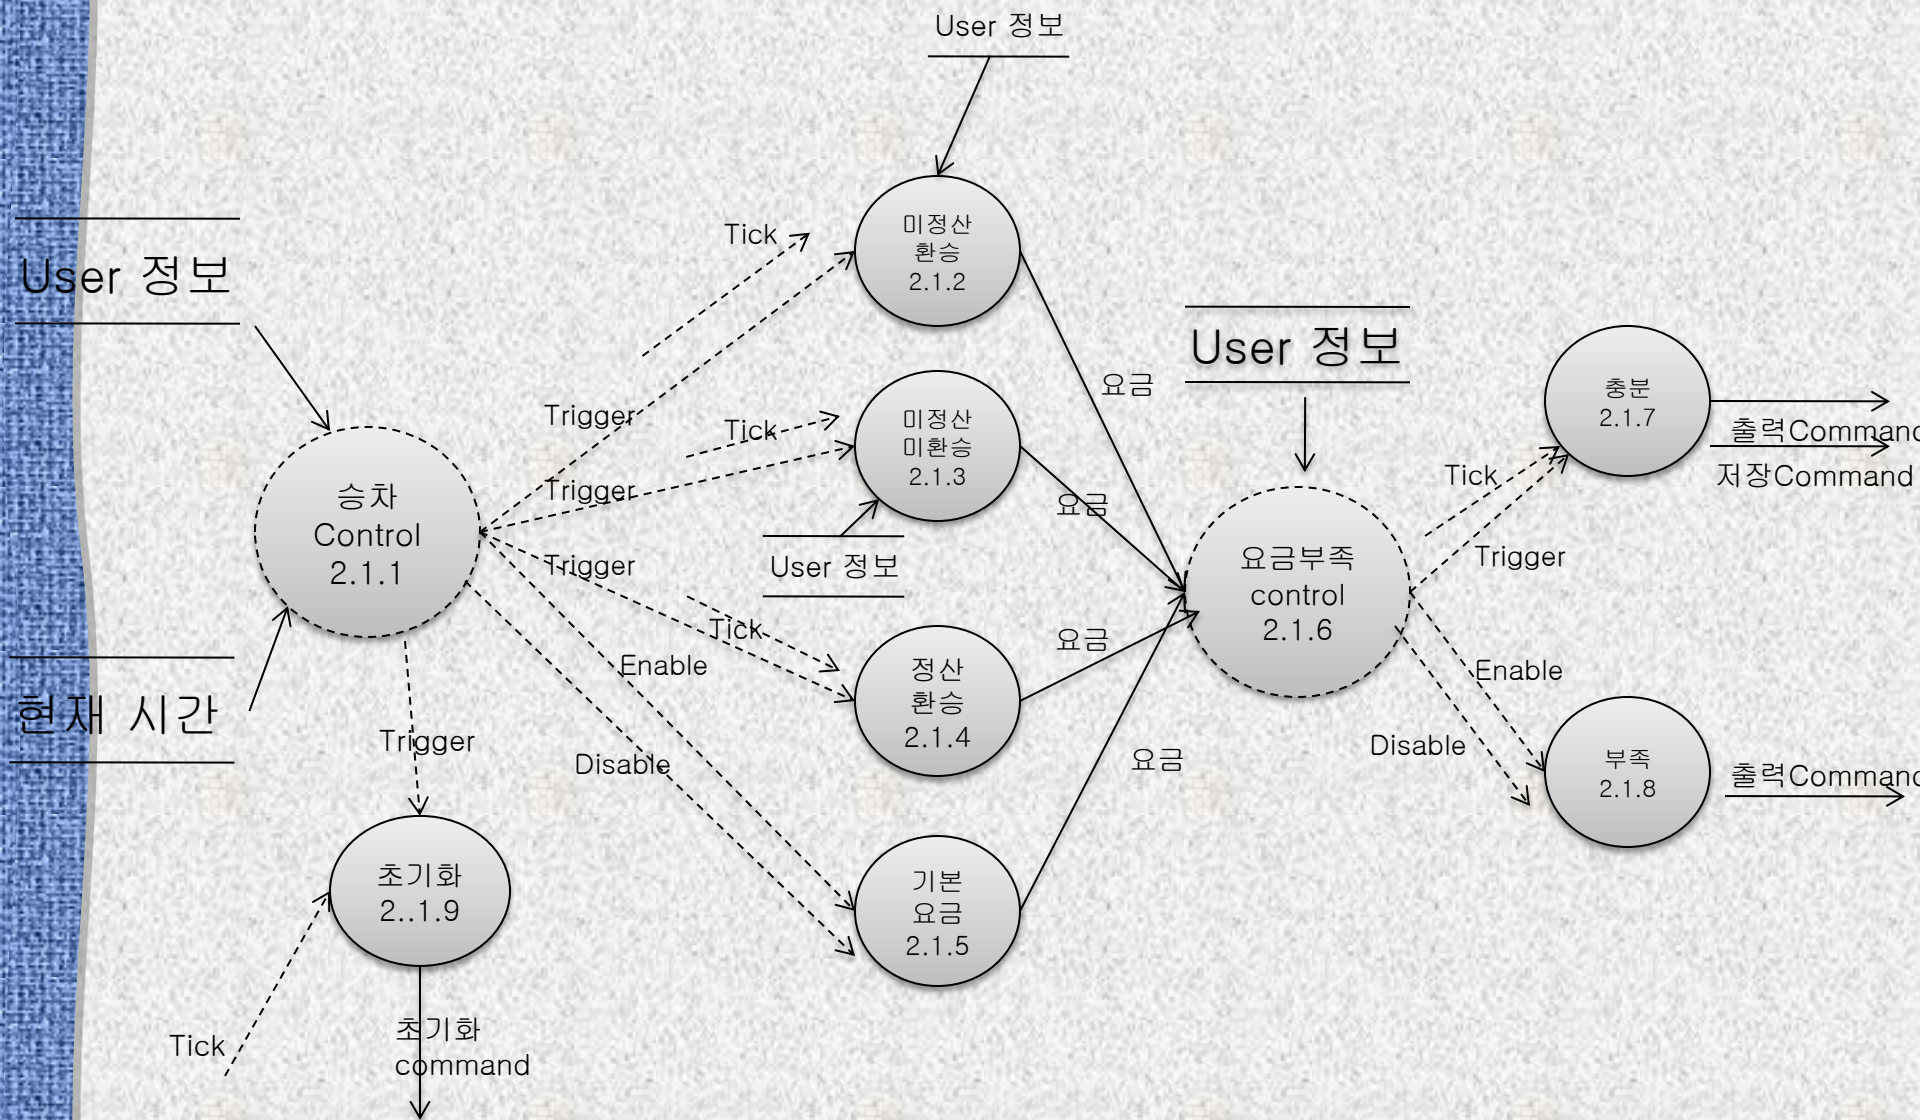 User 정보
User 정보
현재 시간
승차
Control
2.1.1
Trigger
초기화
2..1.9
Tick
초기화
command
Tick
Trigger
Tick
Trigger
Trigger
Tick
Enable
Disable
미정산
환승
2.1.2
미정산
미환승
2.1.3
User 정보
정산
환승
2.1.4
기본
요금
2.1.5
요금
요금
요금
요금
User 정보
요금부족
control
2.1.6
Tick
Trigger
Enable
Disable
충분
2.1.7
출력Command
저장Command
부족
2.1.8
출력Command